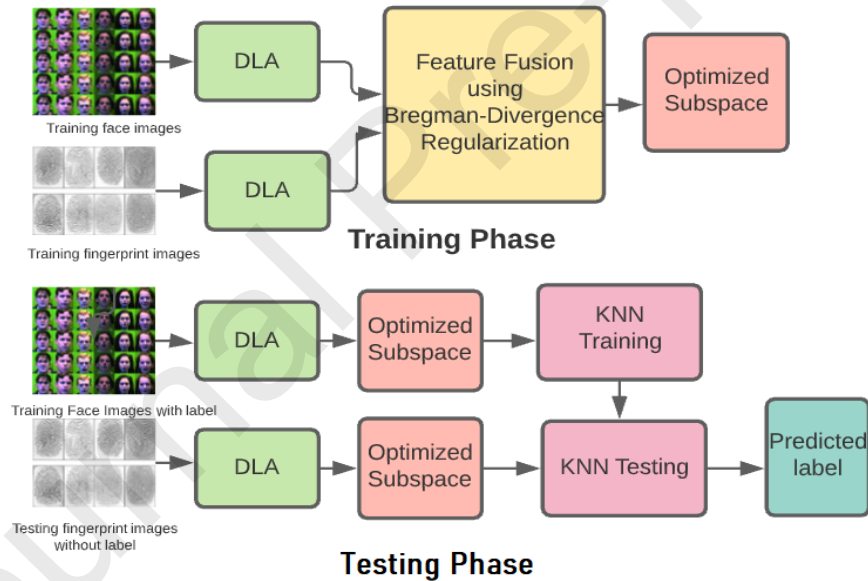 DLA
Feature Fusion
using
Bregman-Divergence
Regularization
Optimized
Subspace
Training face images
DLA
Training fingerprint images
Training Phase
DLA
Optimized
Subspace
KNN
Training
Training Face Images with label
DLA
Optimized
Subspace
KNN Testing
Predicted
label
Testing fingerprint images
without label
Testing Phase